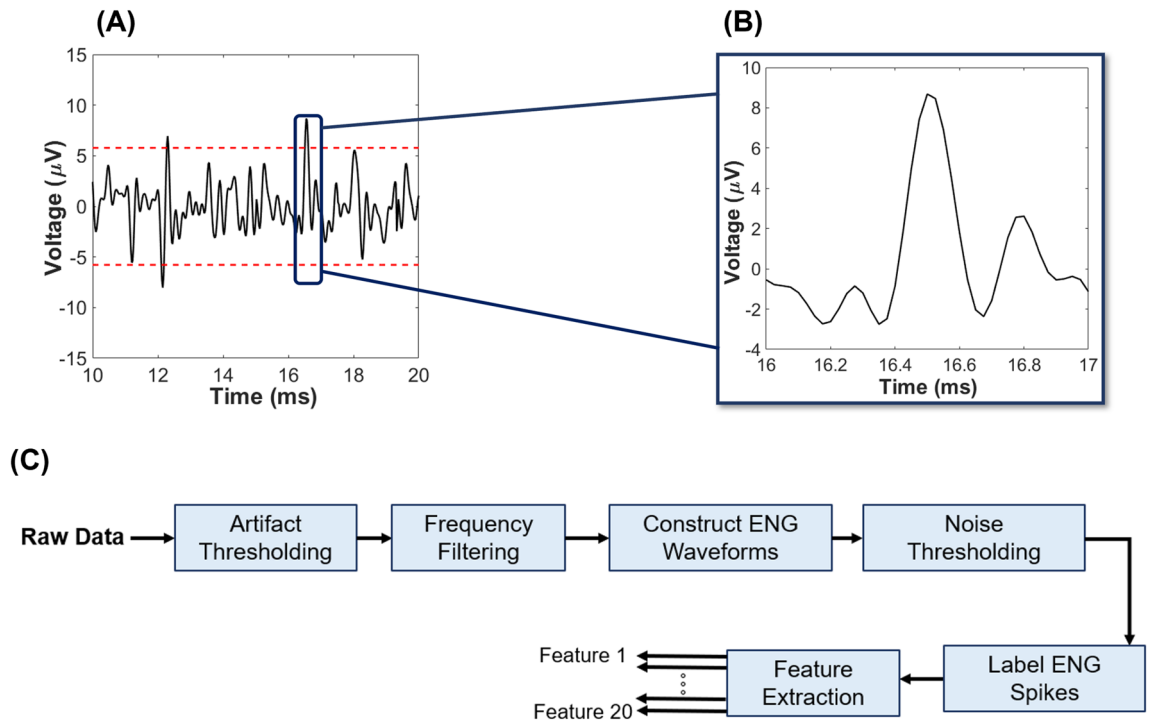 (A)
15
10
5
0
-5
-10
-15
Voltage (μV)
10 12 14 16 18 20
Time (ms)
(B)
10
8
6
4
2
0
-2
-4
Voltage (μV)
16 16.2 16.4 16.6 16.8 17
Time (ms)
(C)
Raw Data
Artifact
Thresholding
Frequency
Filtering
Construct ENG
Waveforms
Noise
Thresholding
Label ENG
Spikes
Feature
Extraction
Feature 1
Feature 20